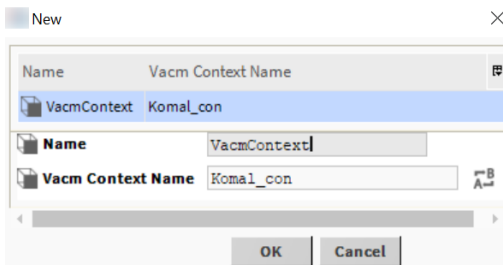 New
Name Vacm Context Name
VacmContext Komal_con
Name VacmContext
Vacm Context Name Komal_con
OK Cancel